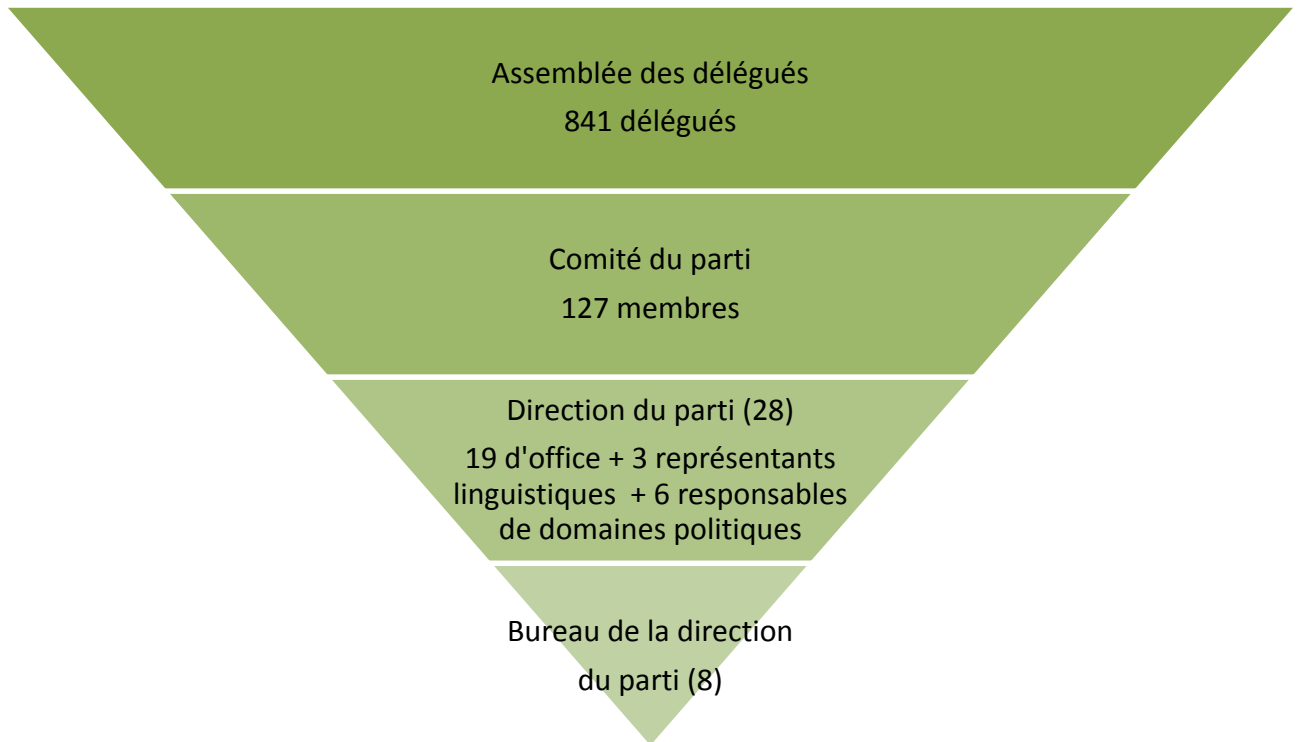 Assemblée des délégués
841 délégués
Comité du parti
127 membres
Direction du parti (28)
19 d'office + 3 représentants
linguistiques + 6 responsables
de domaines politiques
Bureau de la direction
du parti (8)